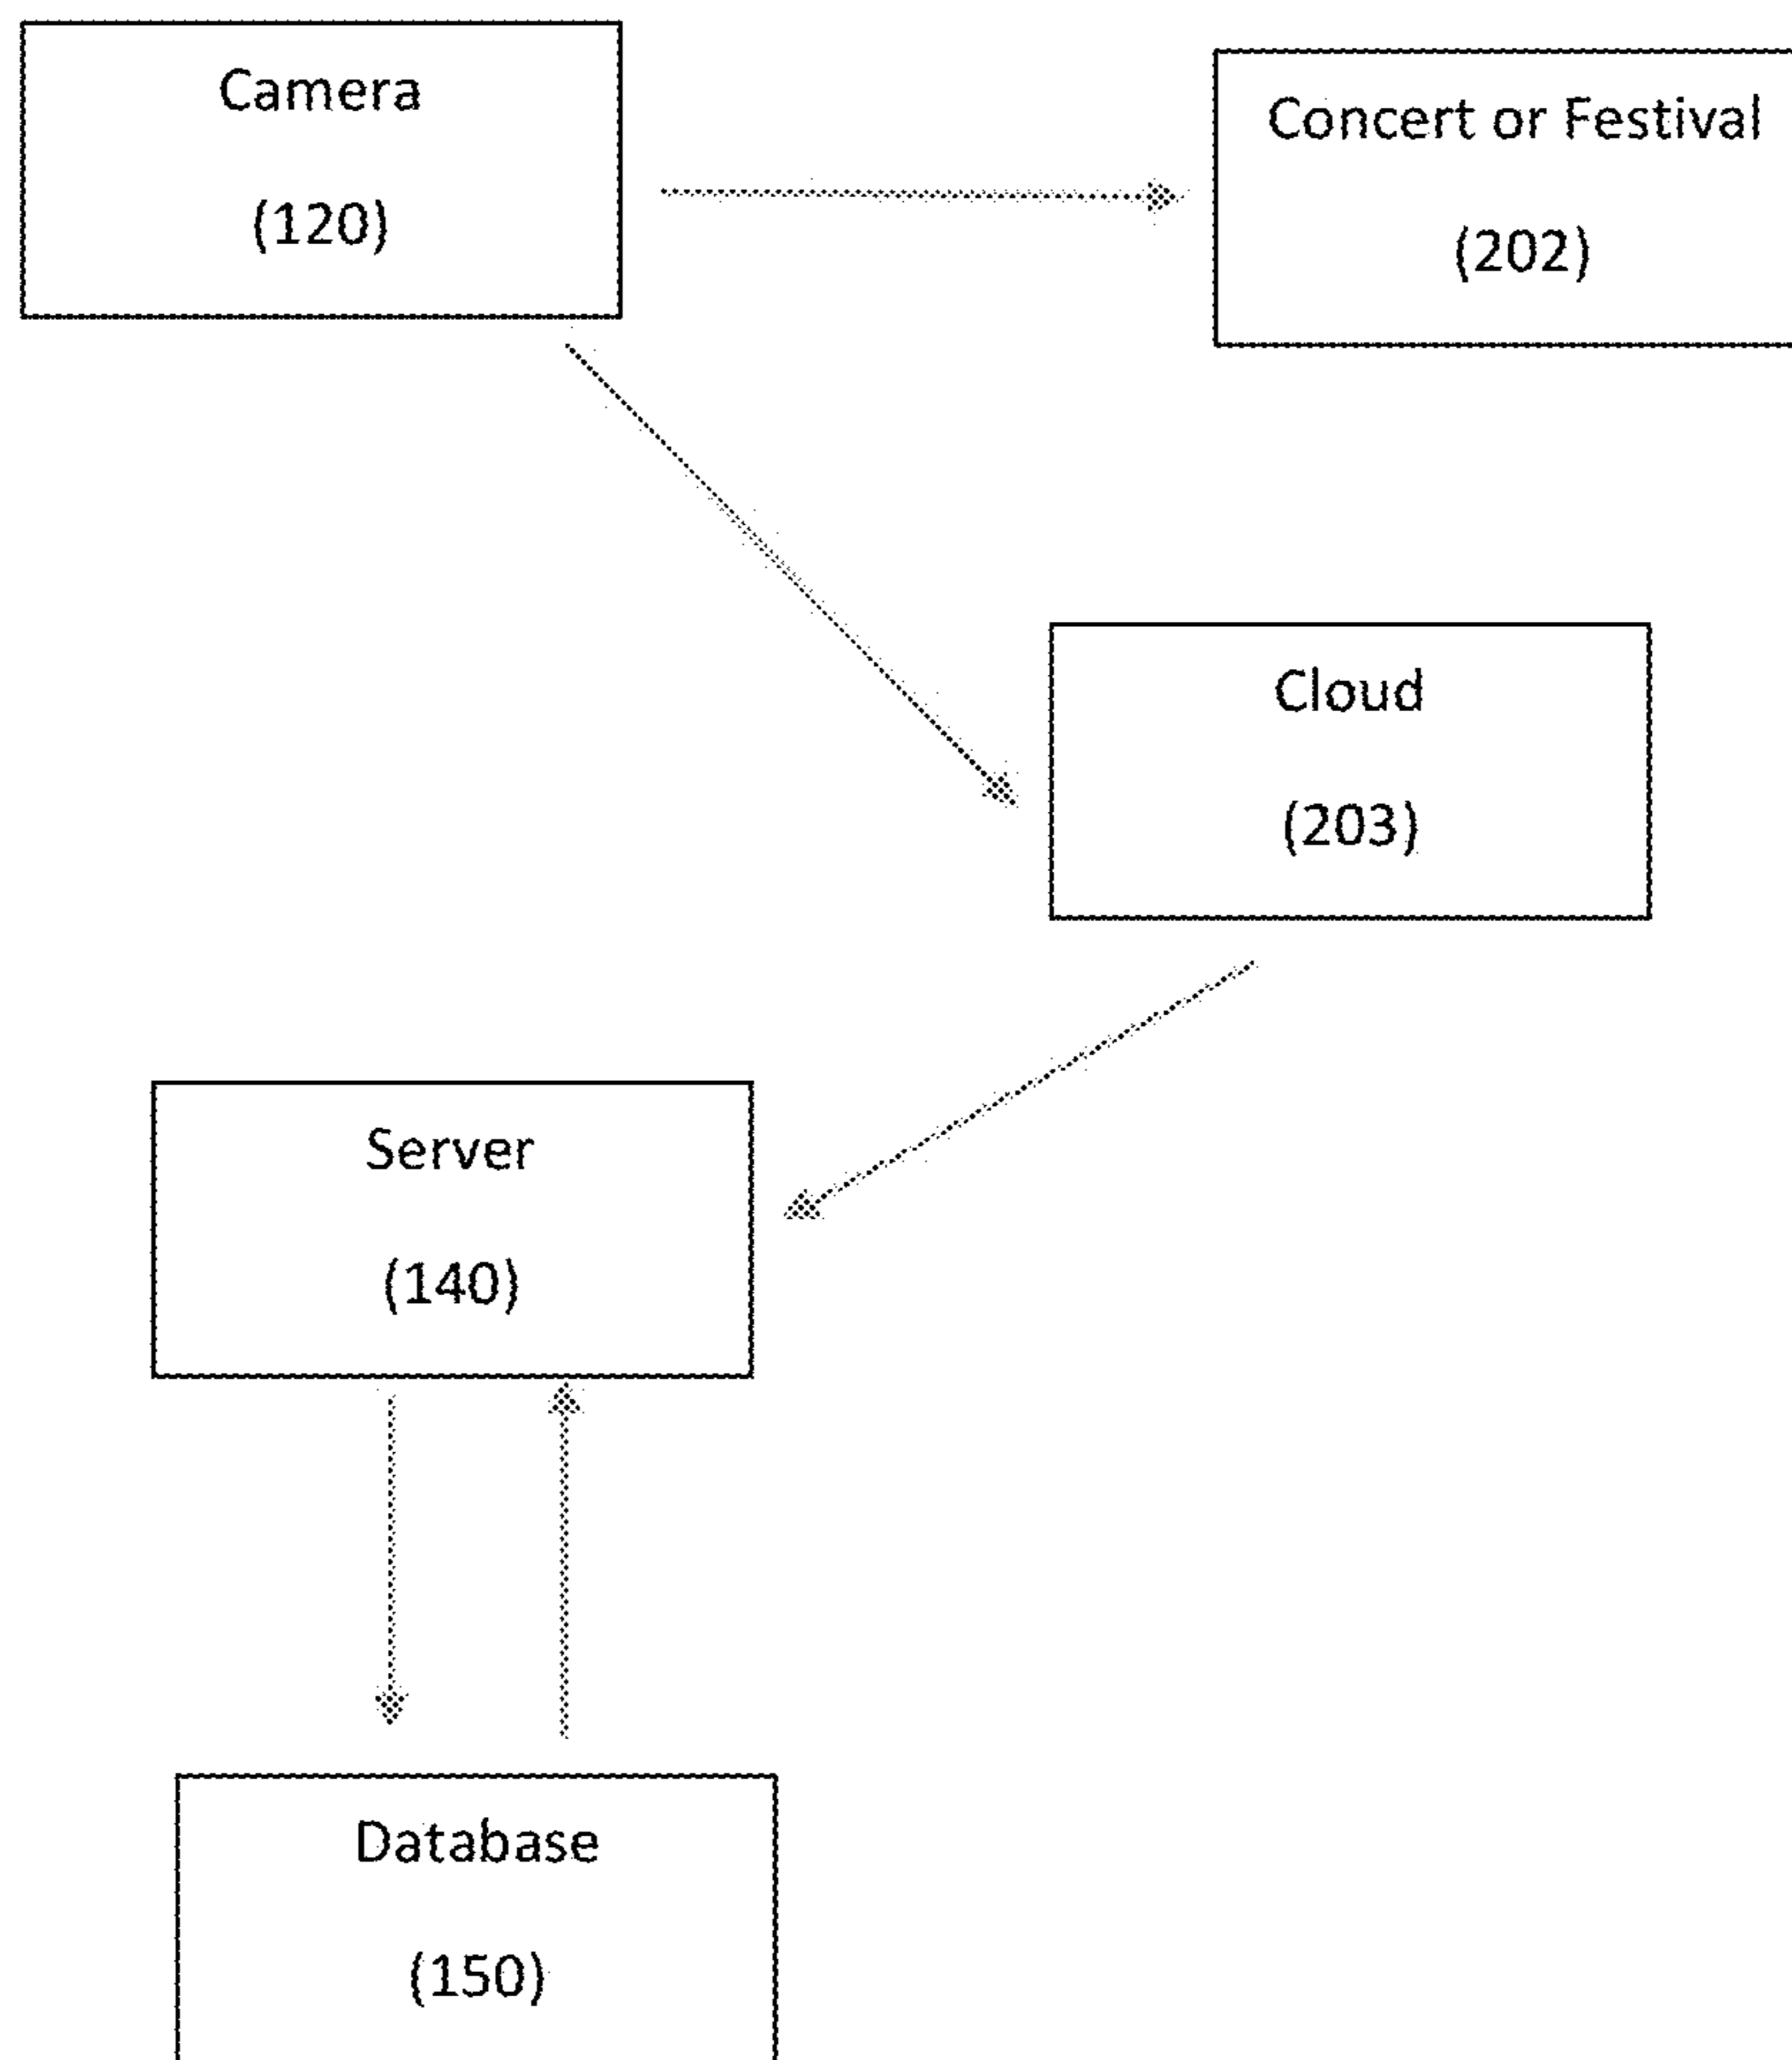 Camera
(120)
Concert or Festival
(202)
Cloud
(203)
Server
(140)
Database
(150)